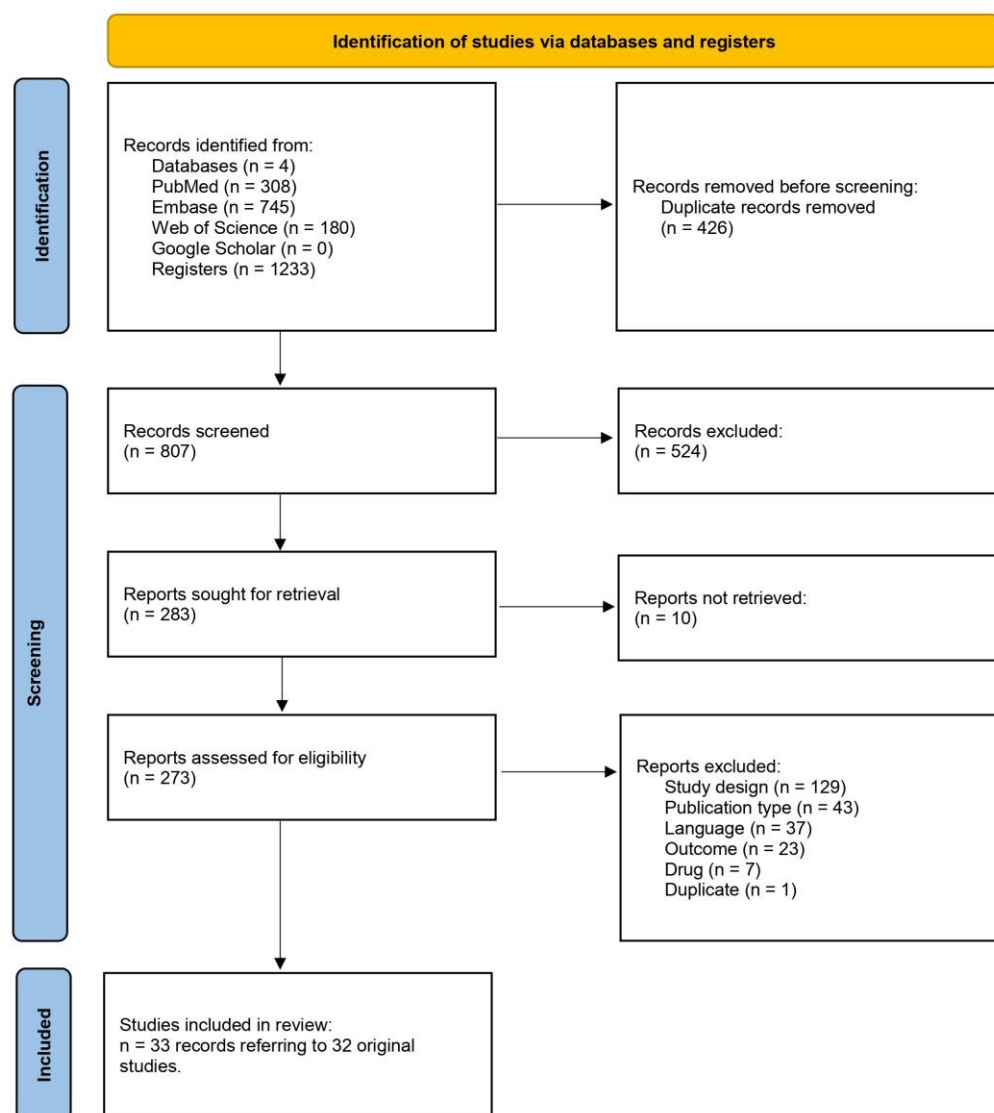 Identification of studies via databases and registers
Identification
Records identified from:
Databases (n = 4)
PubMed (n = 308)
Embase (n = 745)
Web of Science (n = 180)
Google Scholar (n = 0)
Registers (n = 1233)
Records removed before screening:
Duplicate records removed
(n = 426)
Screening
Records screened
(n = 807)
Records excluded:
(n = 524)
Reports sought for retrieval
(n = 283)
Reports not retrieved:
(n = 10)
Reports assessed for eligibility
(n = 273)
Reports excluded:
Study design (n = 129)
Publication type (n = 43)
Language (n = 37)
Outcome (n = 23)
Drug (n = 7)
Duplicate (n = 1)
Included
Studies included in review:
n = 33 records referring to 32 original
studies.